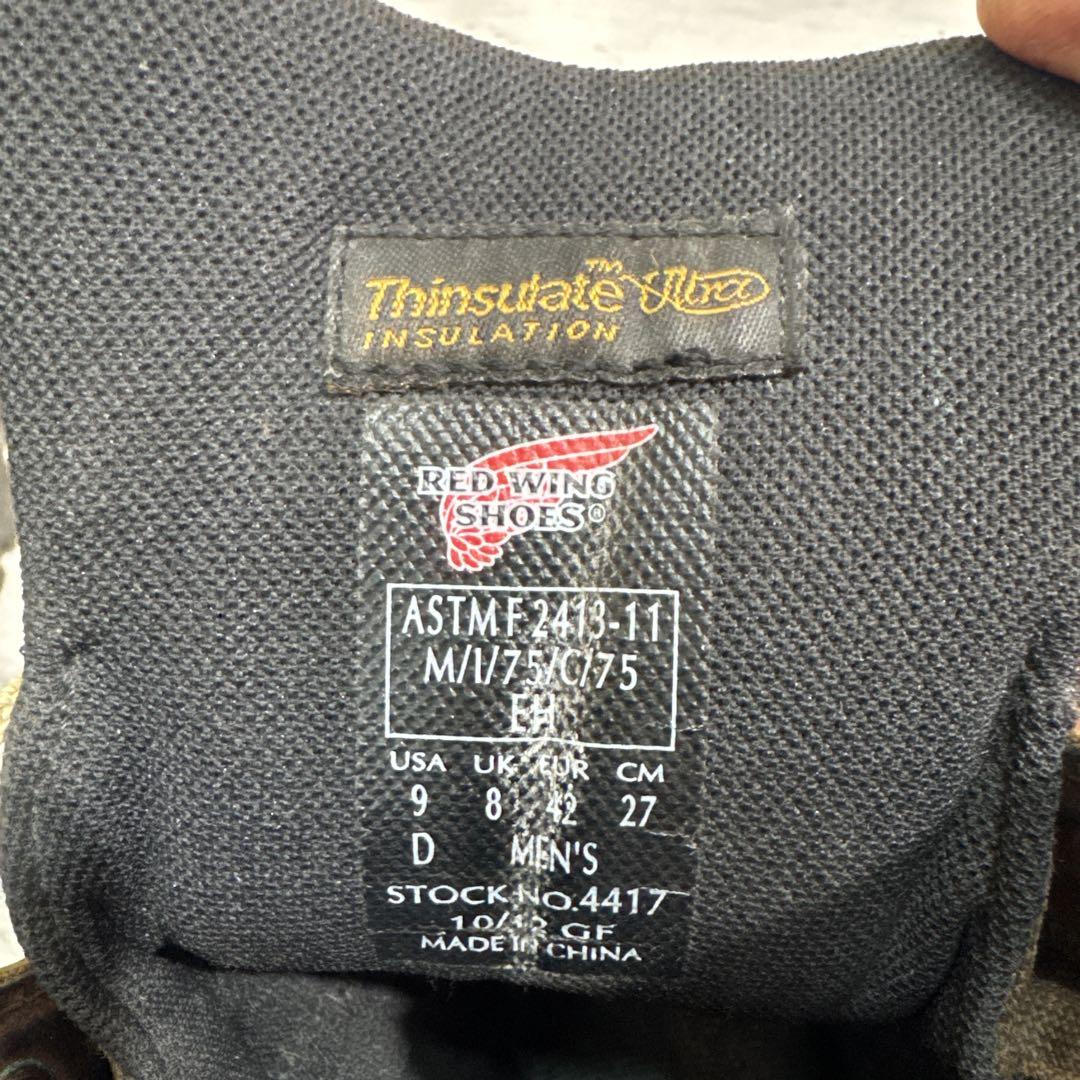 Thinsulate™ Ultra
INSULATION
RED WING
SHOES®
ASTM F 2413-11
M/I/75/C/75
EH
USA UK EUR CM
9 8 42 27
D MEN'S
STOCK NO.4417
10/12 GF
MADE IN CHINA